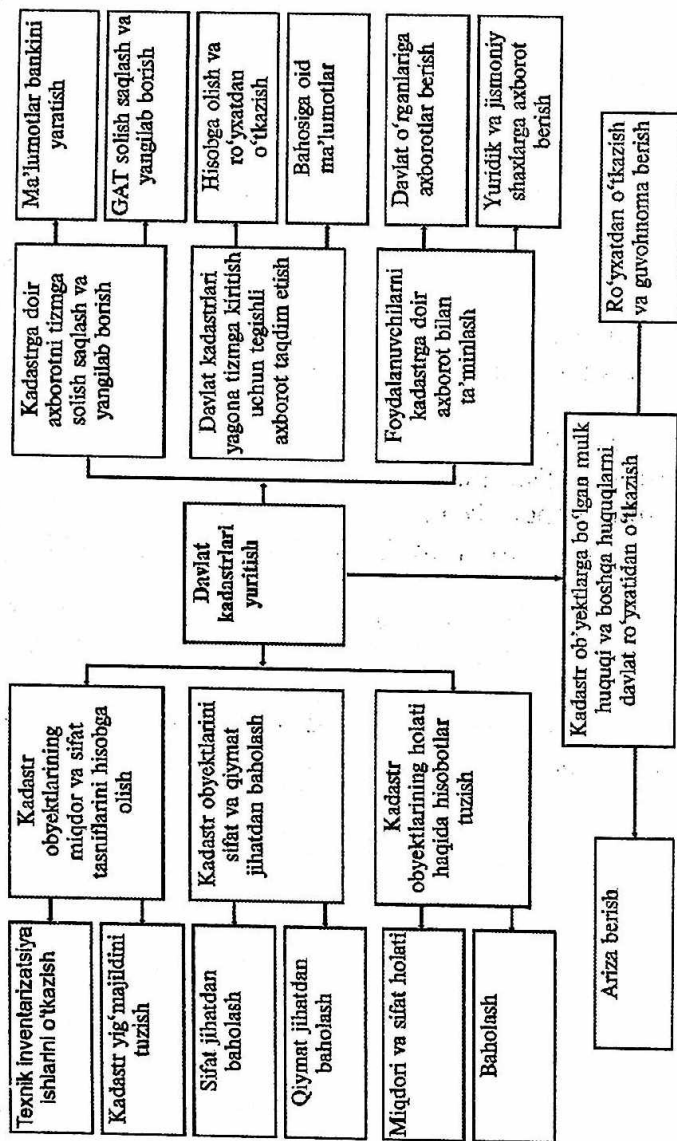 Texnik inventarizatsiya
ishlarini o'tkazish
Kadastr yig‘majildini
tuzish
Sifat jihatdan
baholash
Qiymat jihatdan
baholash
Miqdori va sifat holati
Baholash
Kadastr
obyektlarining
miqdor va sifat
tasniflarini hisobga
olish
Kadastr obyektlarini
sifat va qiymat
jihatdan baholash
Kadastr
obyektlarining holati
haqida hisobotlar
tuzish
Davlat
kadastrlari
yuritish
Kadastrga doir
axborotni tizmga
solish saqlash va
yangilab borish
Davlat kadastrlari
yagona tizmga kiritish
uchun tegishli
axborot taqdim etish
Foydalanuvchilarni
kadastrga doir
axborot bilan
ta’minlash
Ma’lumotlar bankini
yaratish
GAT solish saqlash va
yangilab borish
Hisobga olish va
ro‘yxatdan
o‘tkazish
Bahosiga oid
ma’lumotlar
Davlat o‘rganlariga
axborotlar berish
Yuridik va jismoniy
shaxlarga axborot
berish
Ariza berish
Kadastr ob’yektlarga bo‘lgan mulk
huquqi va boshqa huquqlarni
davlat ro‘yxatidan o‘tkazish
Ro‘yxatdan o‘tkazish
va guvohnoma berish